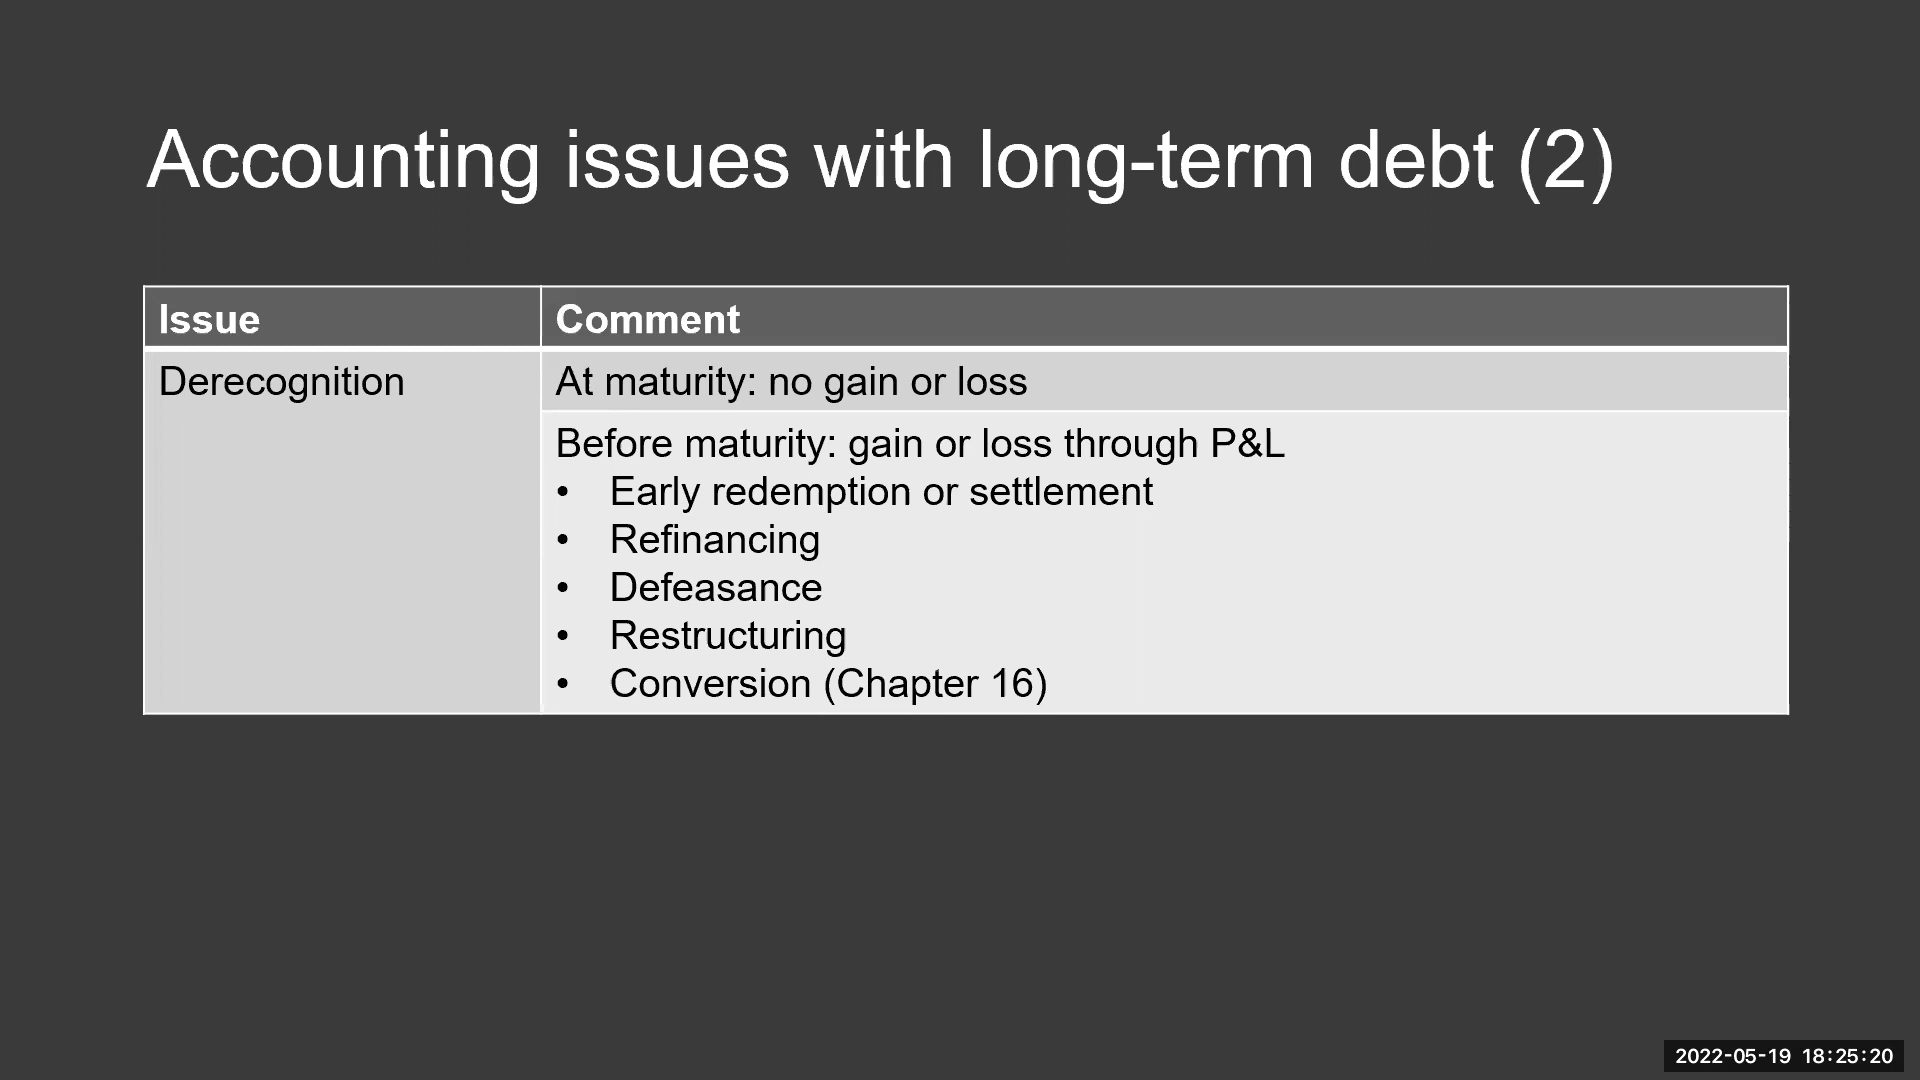 Accounting issues with long-term debt (2)
Issue
Comment
Derecognition
At maturity: no gain or loss
Before maturity: gain or loss through P&L
• Early redemption or settlement
• Refinancing
• Defeasance
• Restructuring
• Conversion (Chapter 16)
2022-05-19 18:25:20